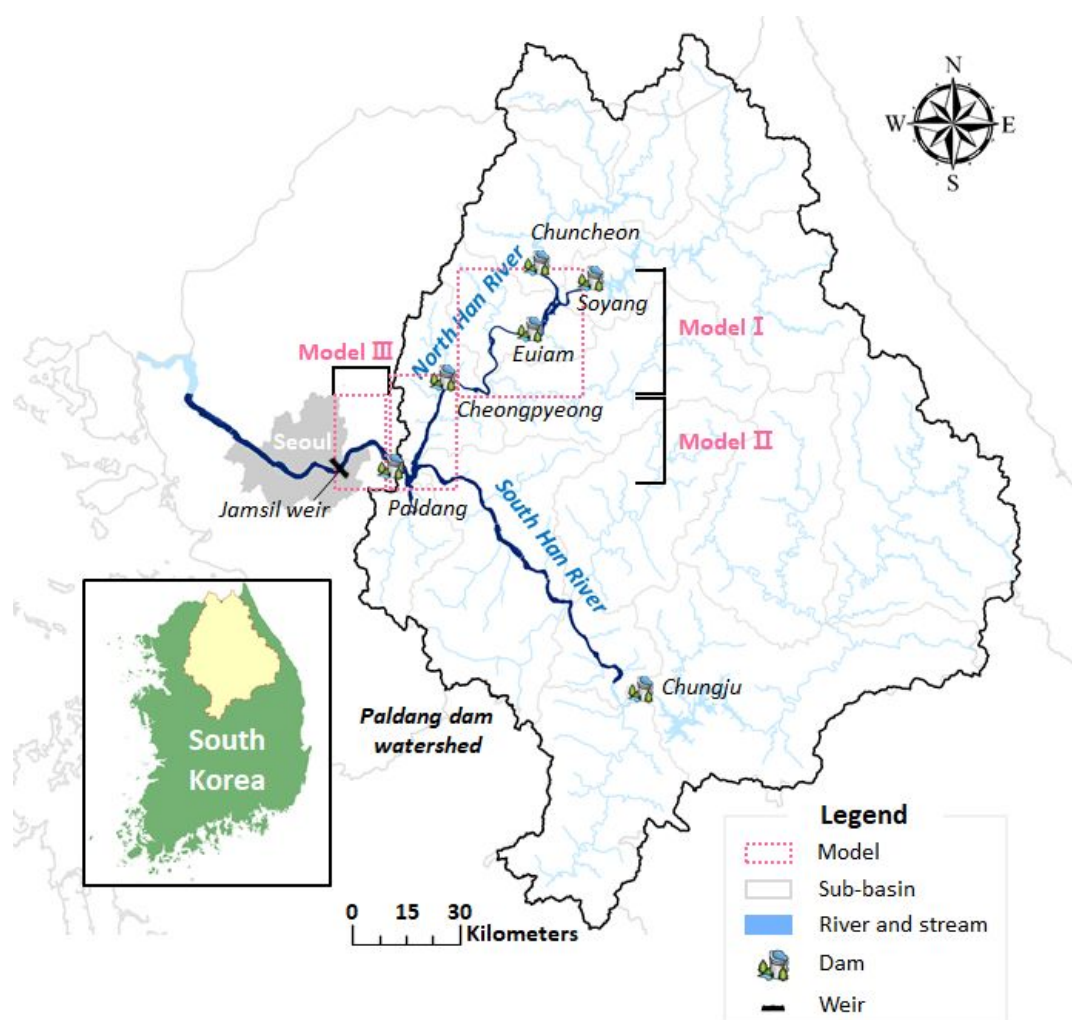 N
W
E
S
Chuncheon
North Han River
Soyang
Model Ⅰ
Model Ⅲ
Euiam
Cheongpyeong
Model Ⅱ
Seoul
Jamsil weir
Paldang
South Han River
Chungju
Paldang dam
watershed
South
Korea
Legend
Model
Sub-basin
River and stream
Dam
Weir
0 15 30
Kilometers